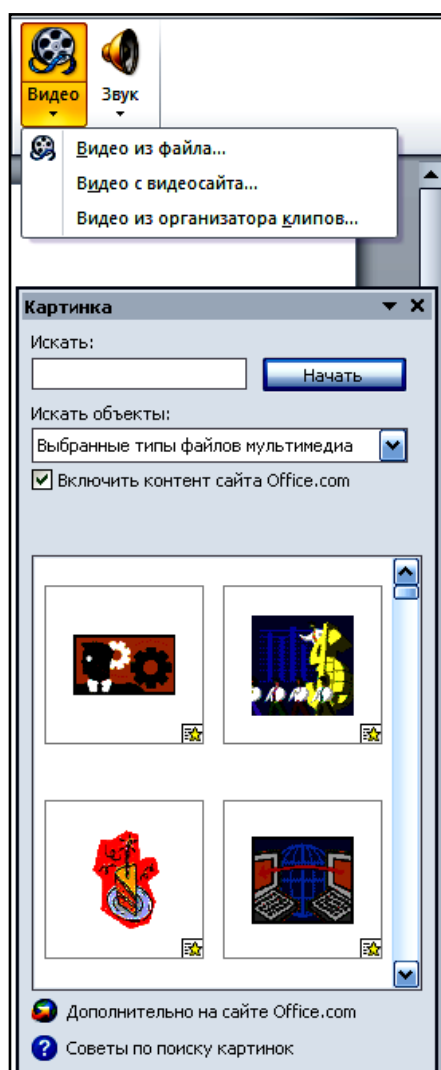 Видео Звук
Видео из файла...
Видео с видеосайта...
Видео из организатора клипов...
Картинка
Искать:
Начать
Искать объекты:
Выбранные типы файлов мультимедиа
Включить контент сайта Office.com
Дополнительно на сайте Office.com
Советы по поиску картинок